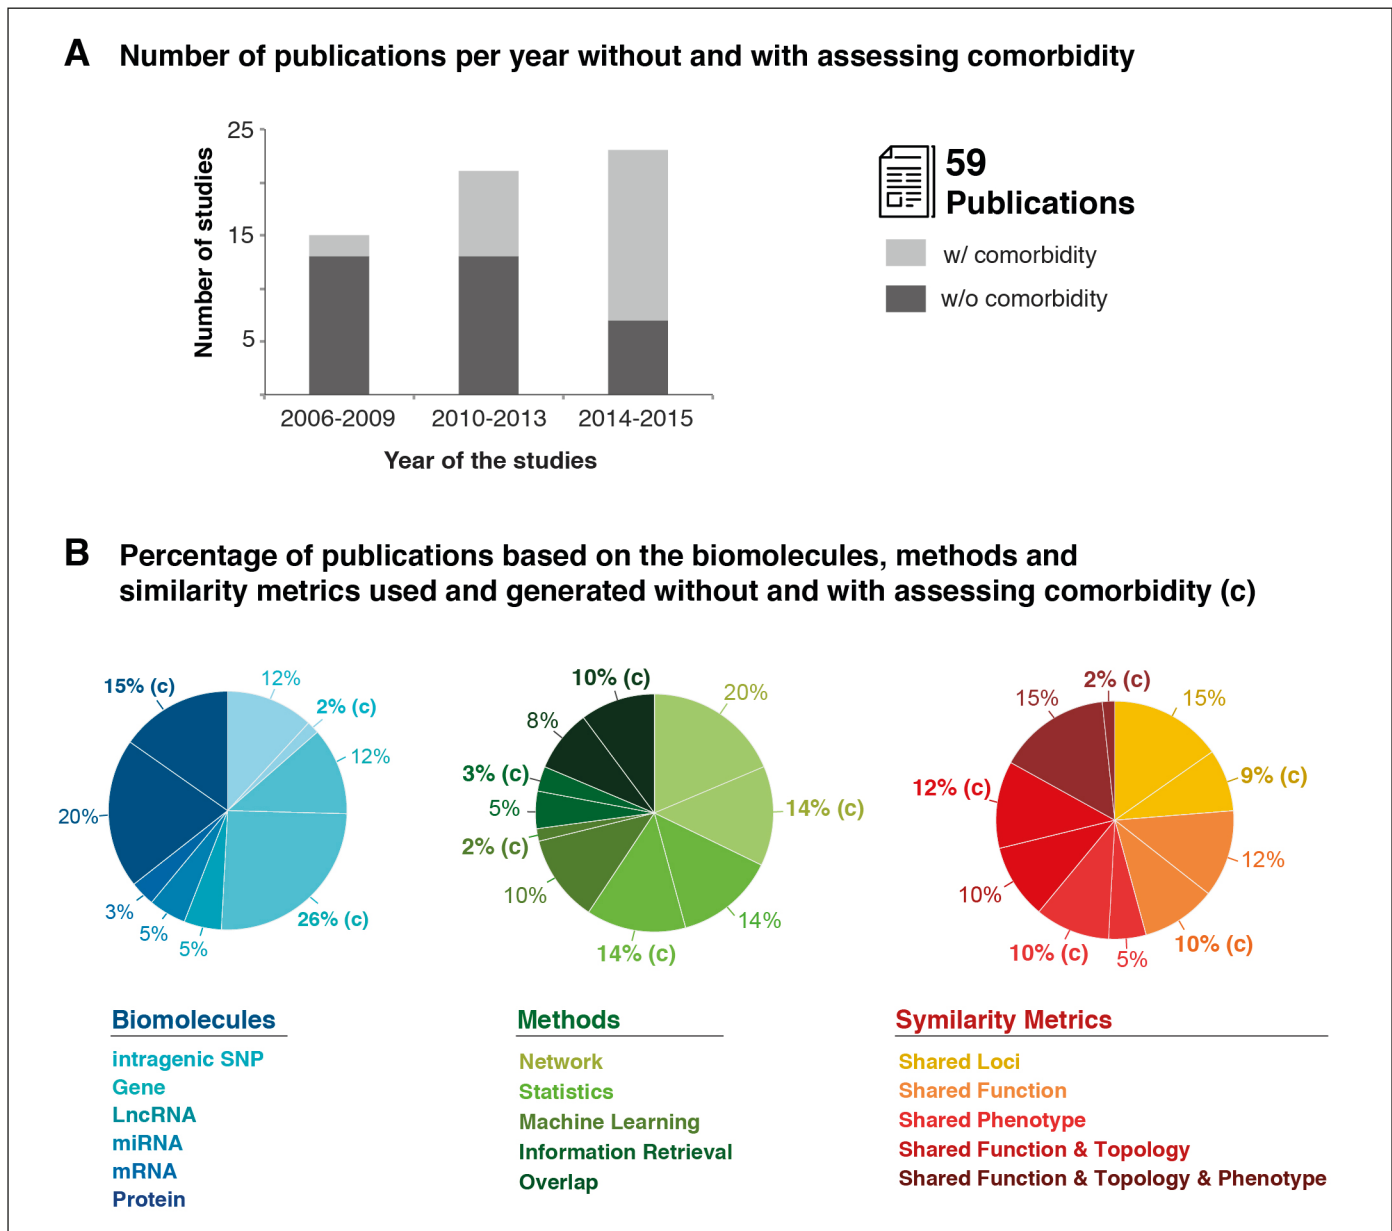 A Number of publications per year without and with assessing comorbidity
25
15
5
Number of studies
2006-2009 2010-2013 2014-2015
Year of the studies
59
Publications
w/ comorbidity
w/o comorbidity
B Percentage of publications based on the biomolecules, methods and
similarity metrics used and generated without and with assessing comorbidity (c)
15% (c)
12%
2% (c)
12%
20%
26% (c)
3%
5%
5%
10% (c)
20%
8%
3% (c)
14% (c)
5%
2% (c)
10%
14%
14% (c)
2% (c)
15%
15%
9% (c)
12% (c)
12%
10%
10% (c)
10% (c)
5%
Biomolecules
intragenic SNP
Gene
LncRNA
miRNA
mRNA
Protein
Methods
Network
Statistics
Machine Learning
Information Retrieval
Overlap
Symilarity Metrics
Shared Loci
Shared Function
Shared Phenotype
Shared Function & Topology
Shared Function & Topology & Phenotype